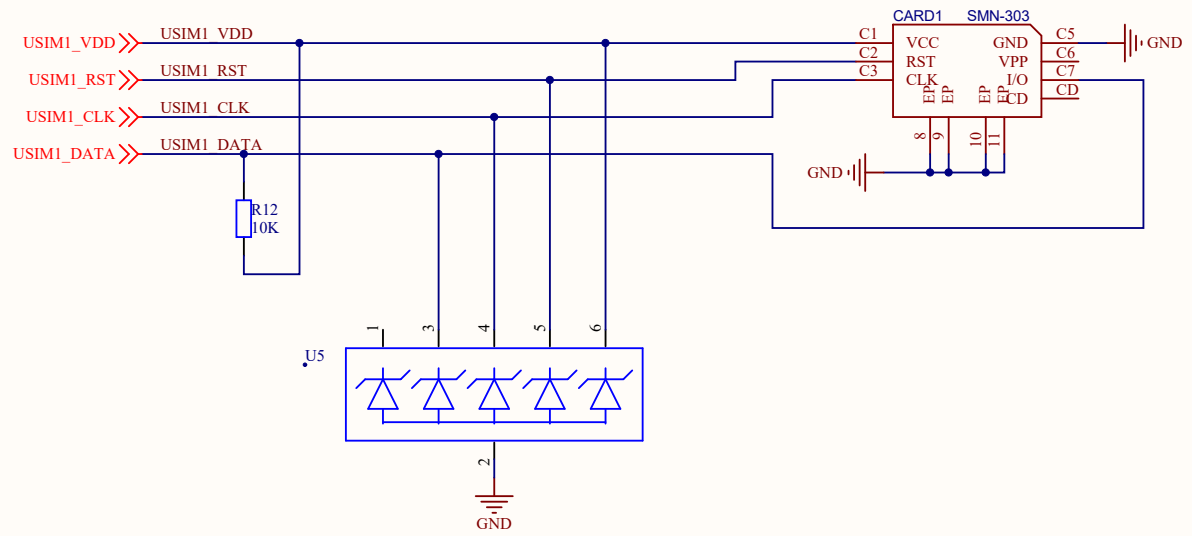 CARD1 SMN-303
USIM1_VDD USIM1_VDD C1 VCC GND C5 GND
C2 RST VPP C6
USIM1_RST USIM1_RST C3 CLK I/O C7
EP EP EP EP CD CD
USIM1_CLK USIM1_CLK
8 9 10 11
USIM1_DATA USIM1_DATA
GND
R12
10K
1 3 4 5 6
U5
2
GND